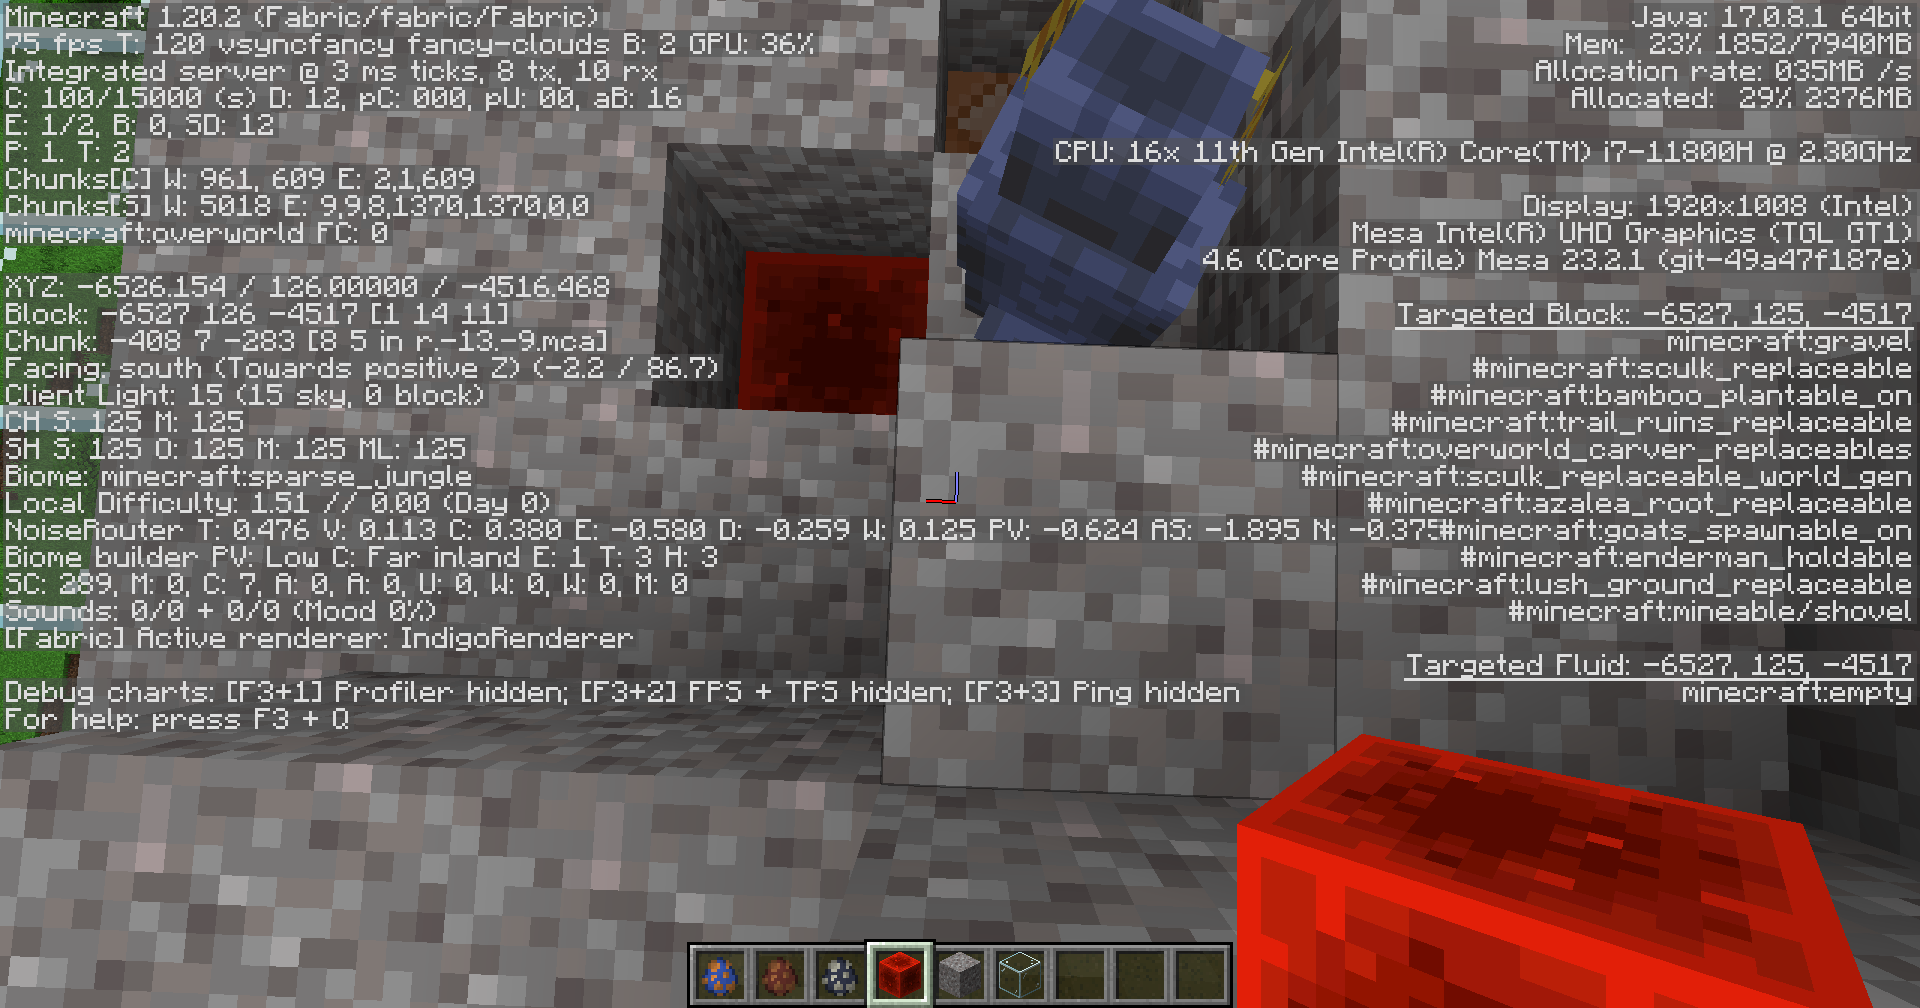 Minecraft 1.20.2 (Fabric/fabric/Fabric)
75 fps T: 120 vsyncfancy fancy-clouds B: 2 GPU: 36%
Integrated server @ 3 ms ticks, 8 tx, 10 rx
C: 100/15000 (s) D: 12, pC: 000, pU: 00, aB: 16
E: 1/2, B: 0, SD: 12
P: 1. T: 2
Chunks[C] W: 961, 609 E: 2,1,609
Chunks[S] W: 5018 E: 9,9,8,1370,1370,0,0
minecraft:overworld FC: 0
XYZ: -6526.154 / 126.00000 / -4516.468
Block: -6527 126 -4517 [1 14 11]
Chunk: -408 7 -283 [8 5 in r.-13.-9.mca]
Facing: south (Towards positive Z) (-2.2 / 86.7)
Client Light: 15 (15 sky, 0 block)
CH S: 125 M: 125
SH S: 125 O: 125 M: 125 ML: 125
Biome: minecraft:sparse_jungle
Local Difficulty: 1.51 // 0.00 (Day 0)
NoiseRouter T: 0.476 V: 0.113 C: 0.380 E: -0.580 D: -0.259 W: 0.125 PV: -0.624 AS: -1.895 N: -0.375
Biome builder PV: Low C: Far inland E: 1 T: 3 H: 3
SC: 289, M: 0, C: 7, A: 0, A: 0, U: 0, W: 0, W: 0, M: 0
Sounds: 0/0 + 0/0 (Mood 0%)
[Fabric] Active renderer: IndigoRenderer
Debug charts: [F3+1] Profiler hidden; [F3+2] FPS + TPS hidden; [F3+3] Ping hidden
For help: press F3 + Q
Java: 17.0.8.1 64bit
Mem: 23% 1852/7940MB
Allocation rate: 035MB /s
Allocated: 29% 2376MB
CPU: 16x 11th Gen Intel(R) Core(TM) i7-11800H @ 2.30GHz
Display: 1920x1008 (Intel)
Mesa Intel(R) UHD Graphics (TGL GT1)
4.6 (Core Profile) Mesa 23.2.1 (git-49a47f187e)
Targeted Block: -6527, 125, -4517
minecraft:gravel
#minecraft:sculk_replaceable
#minecraft:bamboo_plantable_on
#minecraft:trail_ruins_replaceable
#minecraft:overworld_carver_replaceables
#minecraft:sculk_replaceable_world_gen
#minecraft:azalea_root_replaceable
#minecraft:goats_spawnable_on
#minecraft:enderman_holdable
#minecraft:lush_ground_replaceable
#minecraft:mineable/shovel
Targeted Fluid: -6527, 125, -4517
minecraft:empty